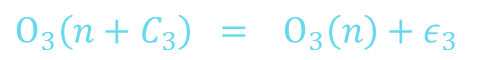 O₃(n + C₃) = O₃(n) + ϵ₃